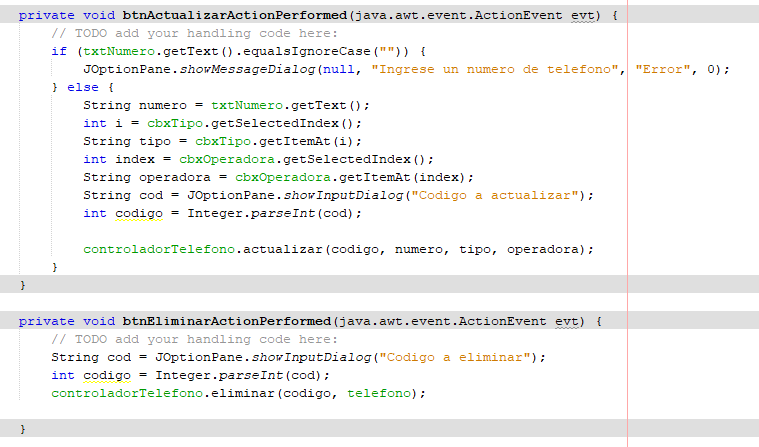 private void btnActualizarActionPerformed(java.awt.event.ActionEvent evt) {
// TODO add your handling code here:
if (txtNumero.getText().equalsIgnoreCase("")) {
JOptionPane.showMessageDialog(null, "Ingrese un numero de telefono", "Error", 0);
} else {
String numero = txtNumero.getText();
int i = cbxTipo.getSelectedIndex();
String tipo = cbxTipo.getItemAt(i);
int index = cbxOperadora.getSelectedIndex();
String operadora = cbxOperadora.getItemAt(index);
String cod = JOptionPane.showInputDialog("Codigo a actualizar");
int codigo = Integer.parseInt(cod);
controladorTelefono.actualizar(codigo, numero, tipo, operadora);
}
}
private void btnEliminarActionPerformed(java.awt.event.ActionEvent evt) {
// TODO add your handling code here:
String cod = JOptionPane.showInputDialog("Codigo a eliminar");
int codigo = Integer.parseInt(cod);
controladorTelefono.eliminar(codigo, telefono);
}